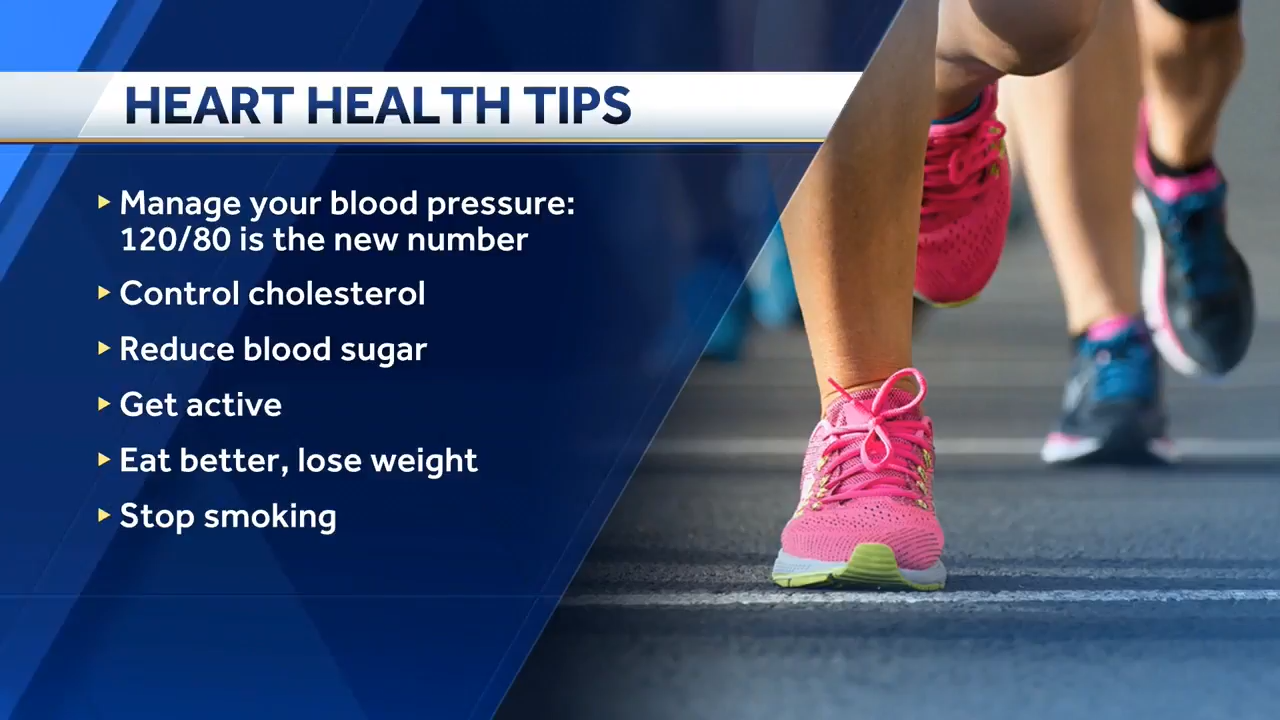 HEART HEALTH TIPS
Manage your blood pressure:
120/80 is the new number
Control cholesterol
Reduce blood sugar
Get active
Eat better, lose weight
Stop smoking